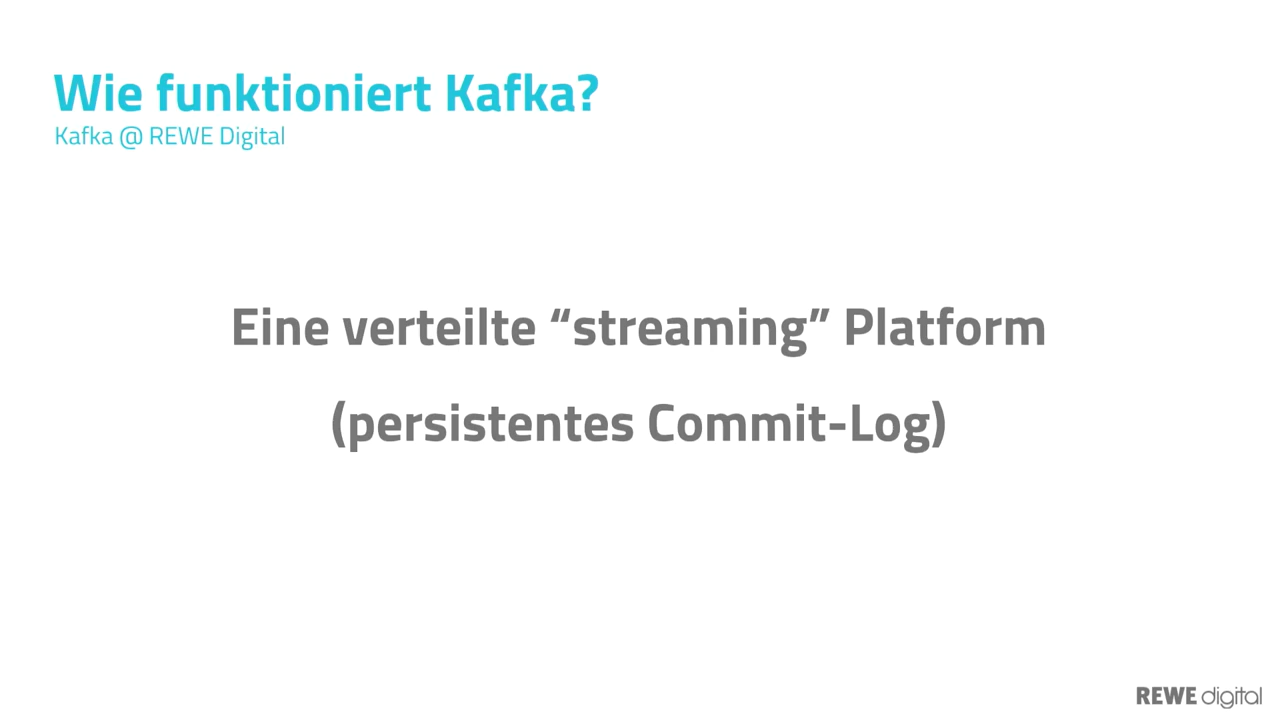 Wie funktioniert Kafka?
Kafka @ REWE Digital
Eine verteilte “streaming” Platform
(persistentes Commit-Log)
REWE digital